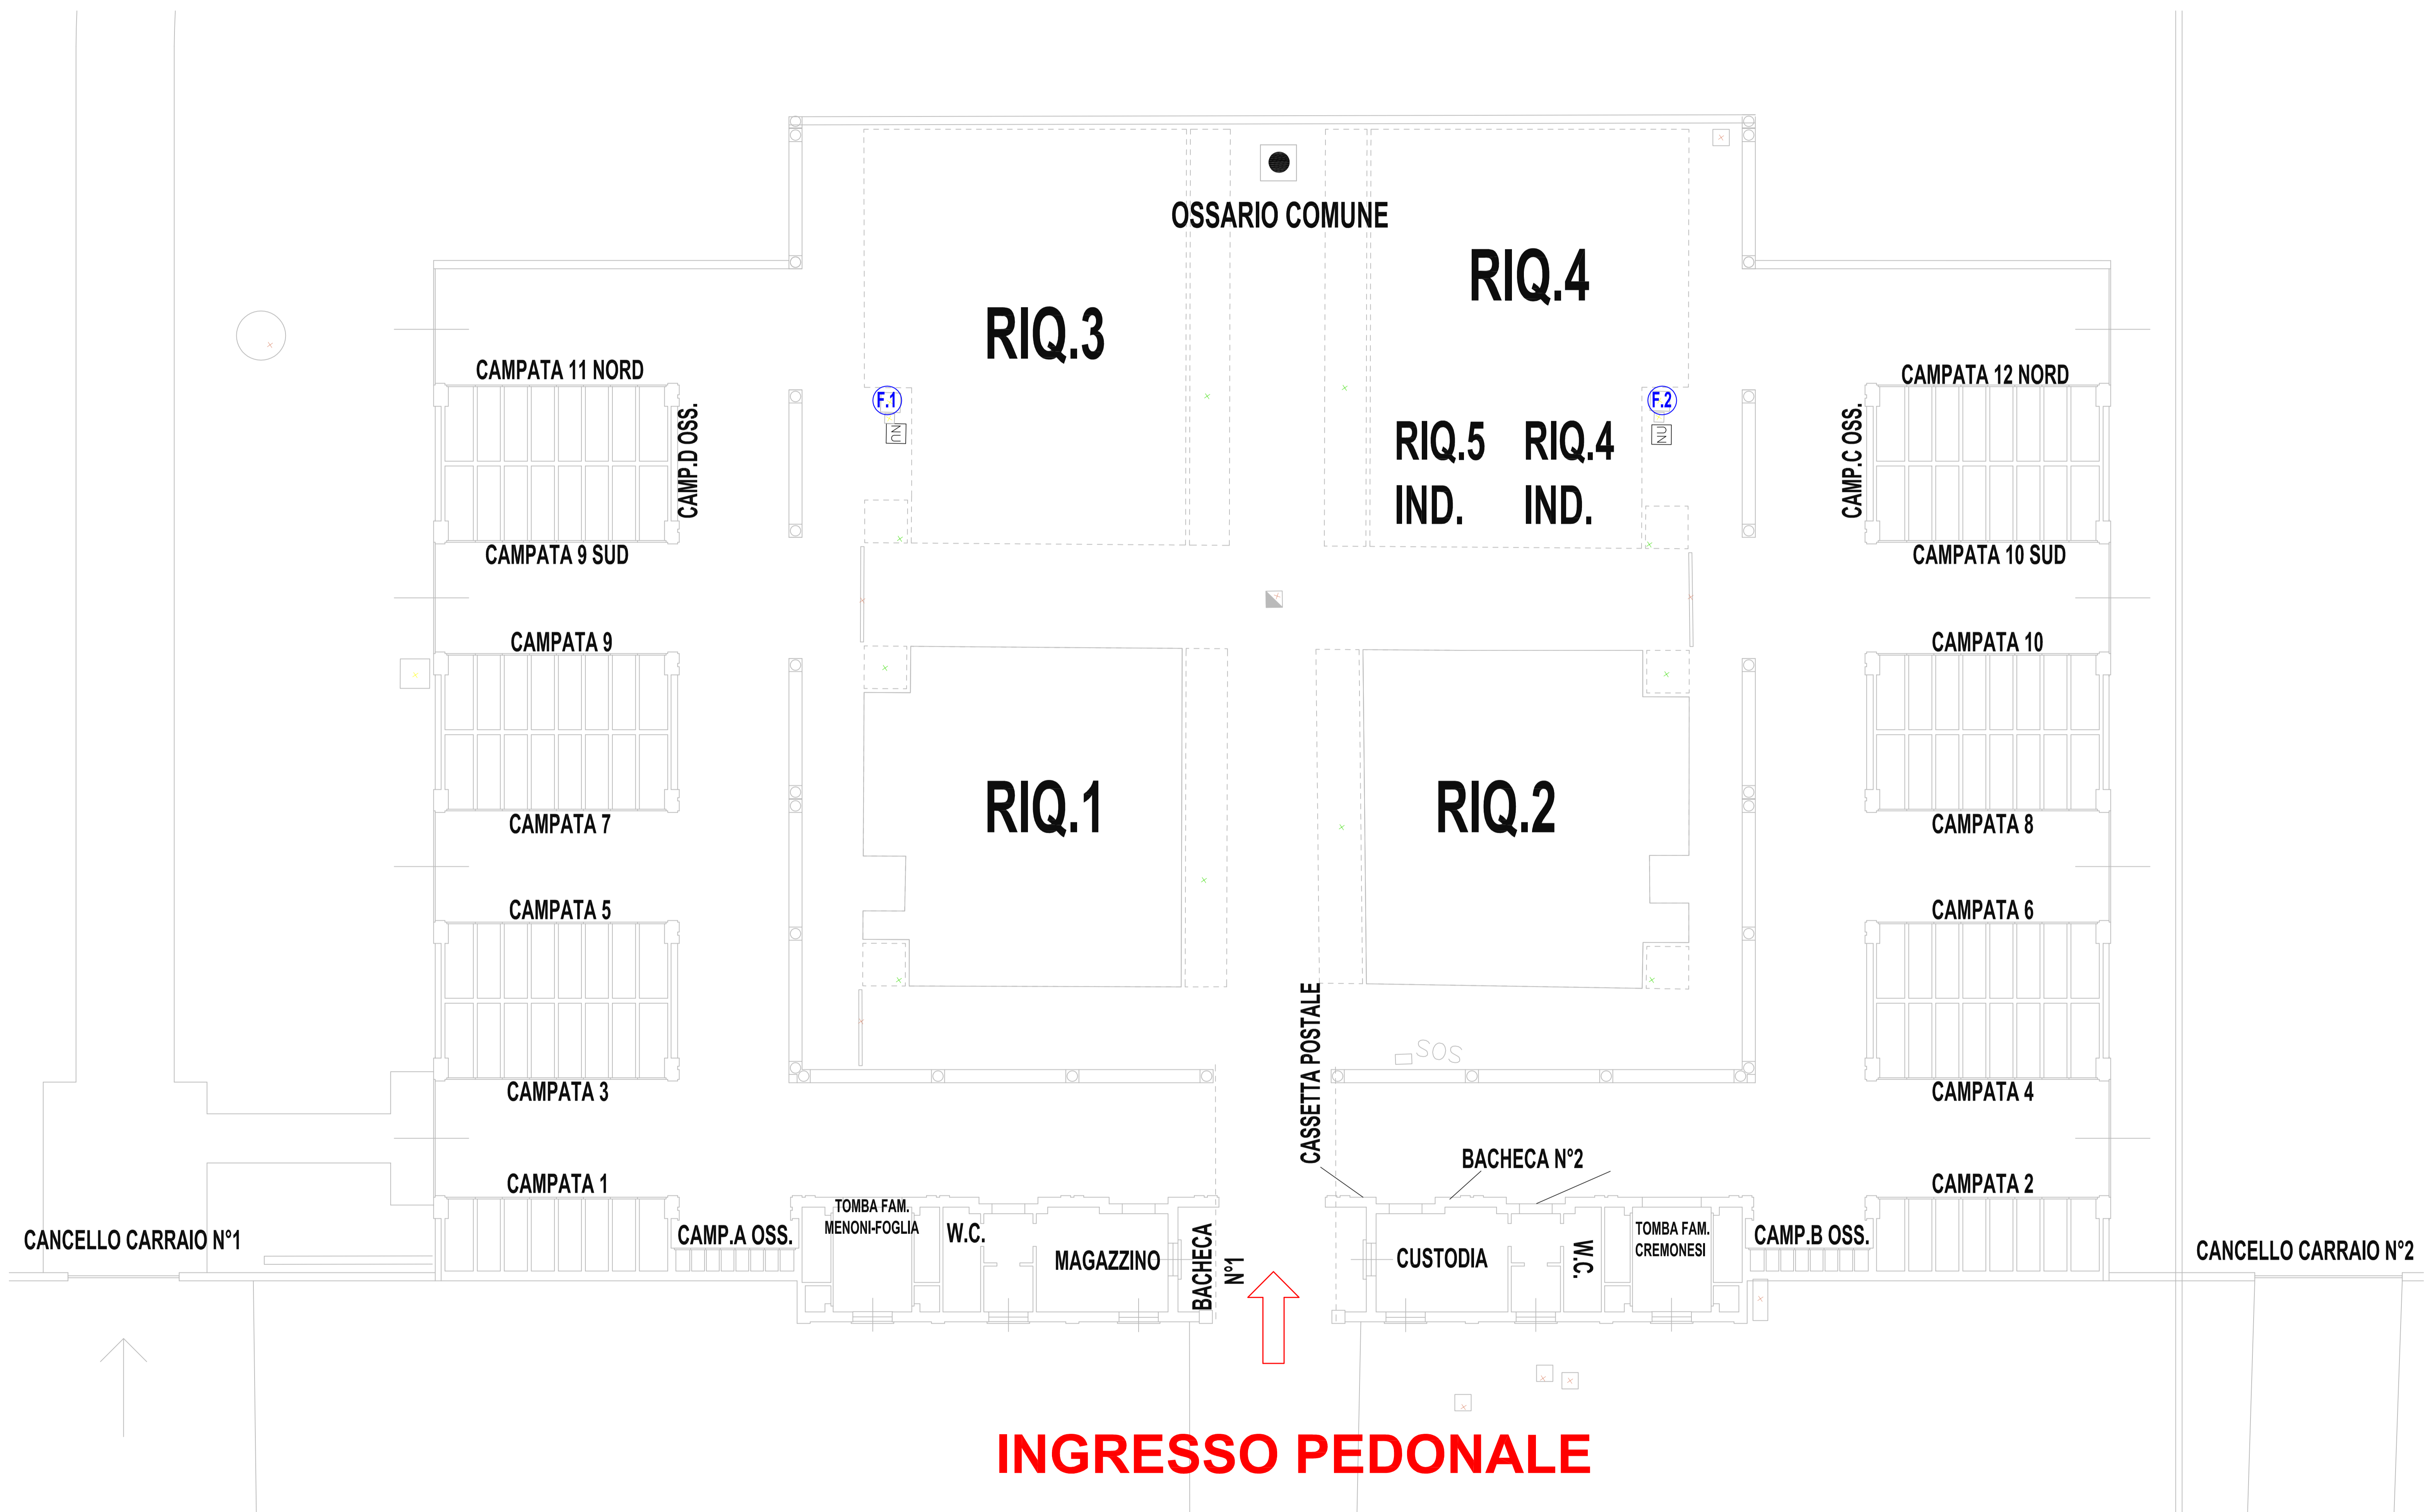 OSSARIO COMUNE
RIQ.4
RIQ.3
CAMPATA 11 NORD
CAMPATA 12 NORD
F.1
F.2
NU
NU
CAMP.D OSS.
CAMP.C OSS.
RIQ.5
IND.
RIQ.4
IND.
CAMPATA 9 SUD
CAMPATA 10 SUD
CAMPATA 9
CAMPATA 10
RIQ.1
RIQ.2
CAMPATA 7
CAMPATA 8
CAMPATA 5
CAMPATA 6
CASSETTA POSTALE
SOS
CAMPATA 3
CAMPATA 4
BACHECA N°2
CAMPATA 1
CAMPATA 2
CANCELLO CARRAIO N°1
CAMP.A OSS.
TOMBA FAM.
MENONI-FOGLIA
W.C.
MAGAZZINO
BACHECA
N°1
CUSTODIA
W.C.
TOMBA FAM.
CREMONESI
CAMP.B OSS.
CANCELLO CARRAIO N°2
INGRESSO PEDONALE